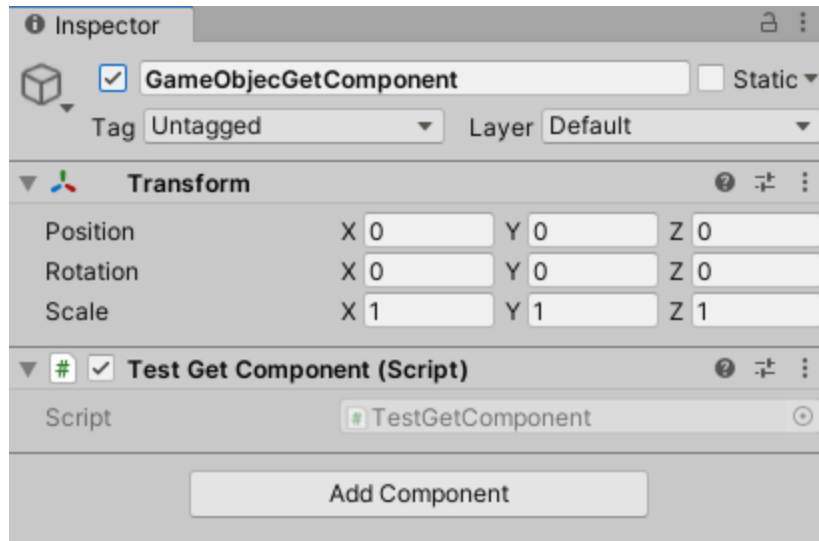 Inspector
GameObjecGetComponent Static
Tag Untagged Layer Default
Transform
Position X 0 Y 0 Z 0
Rotation X 0 Y 0 Z 0
Scale X 1 Y 1 Z 1
# Test Get Component (Script)
Script # TestGetComponent
Add Component